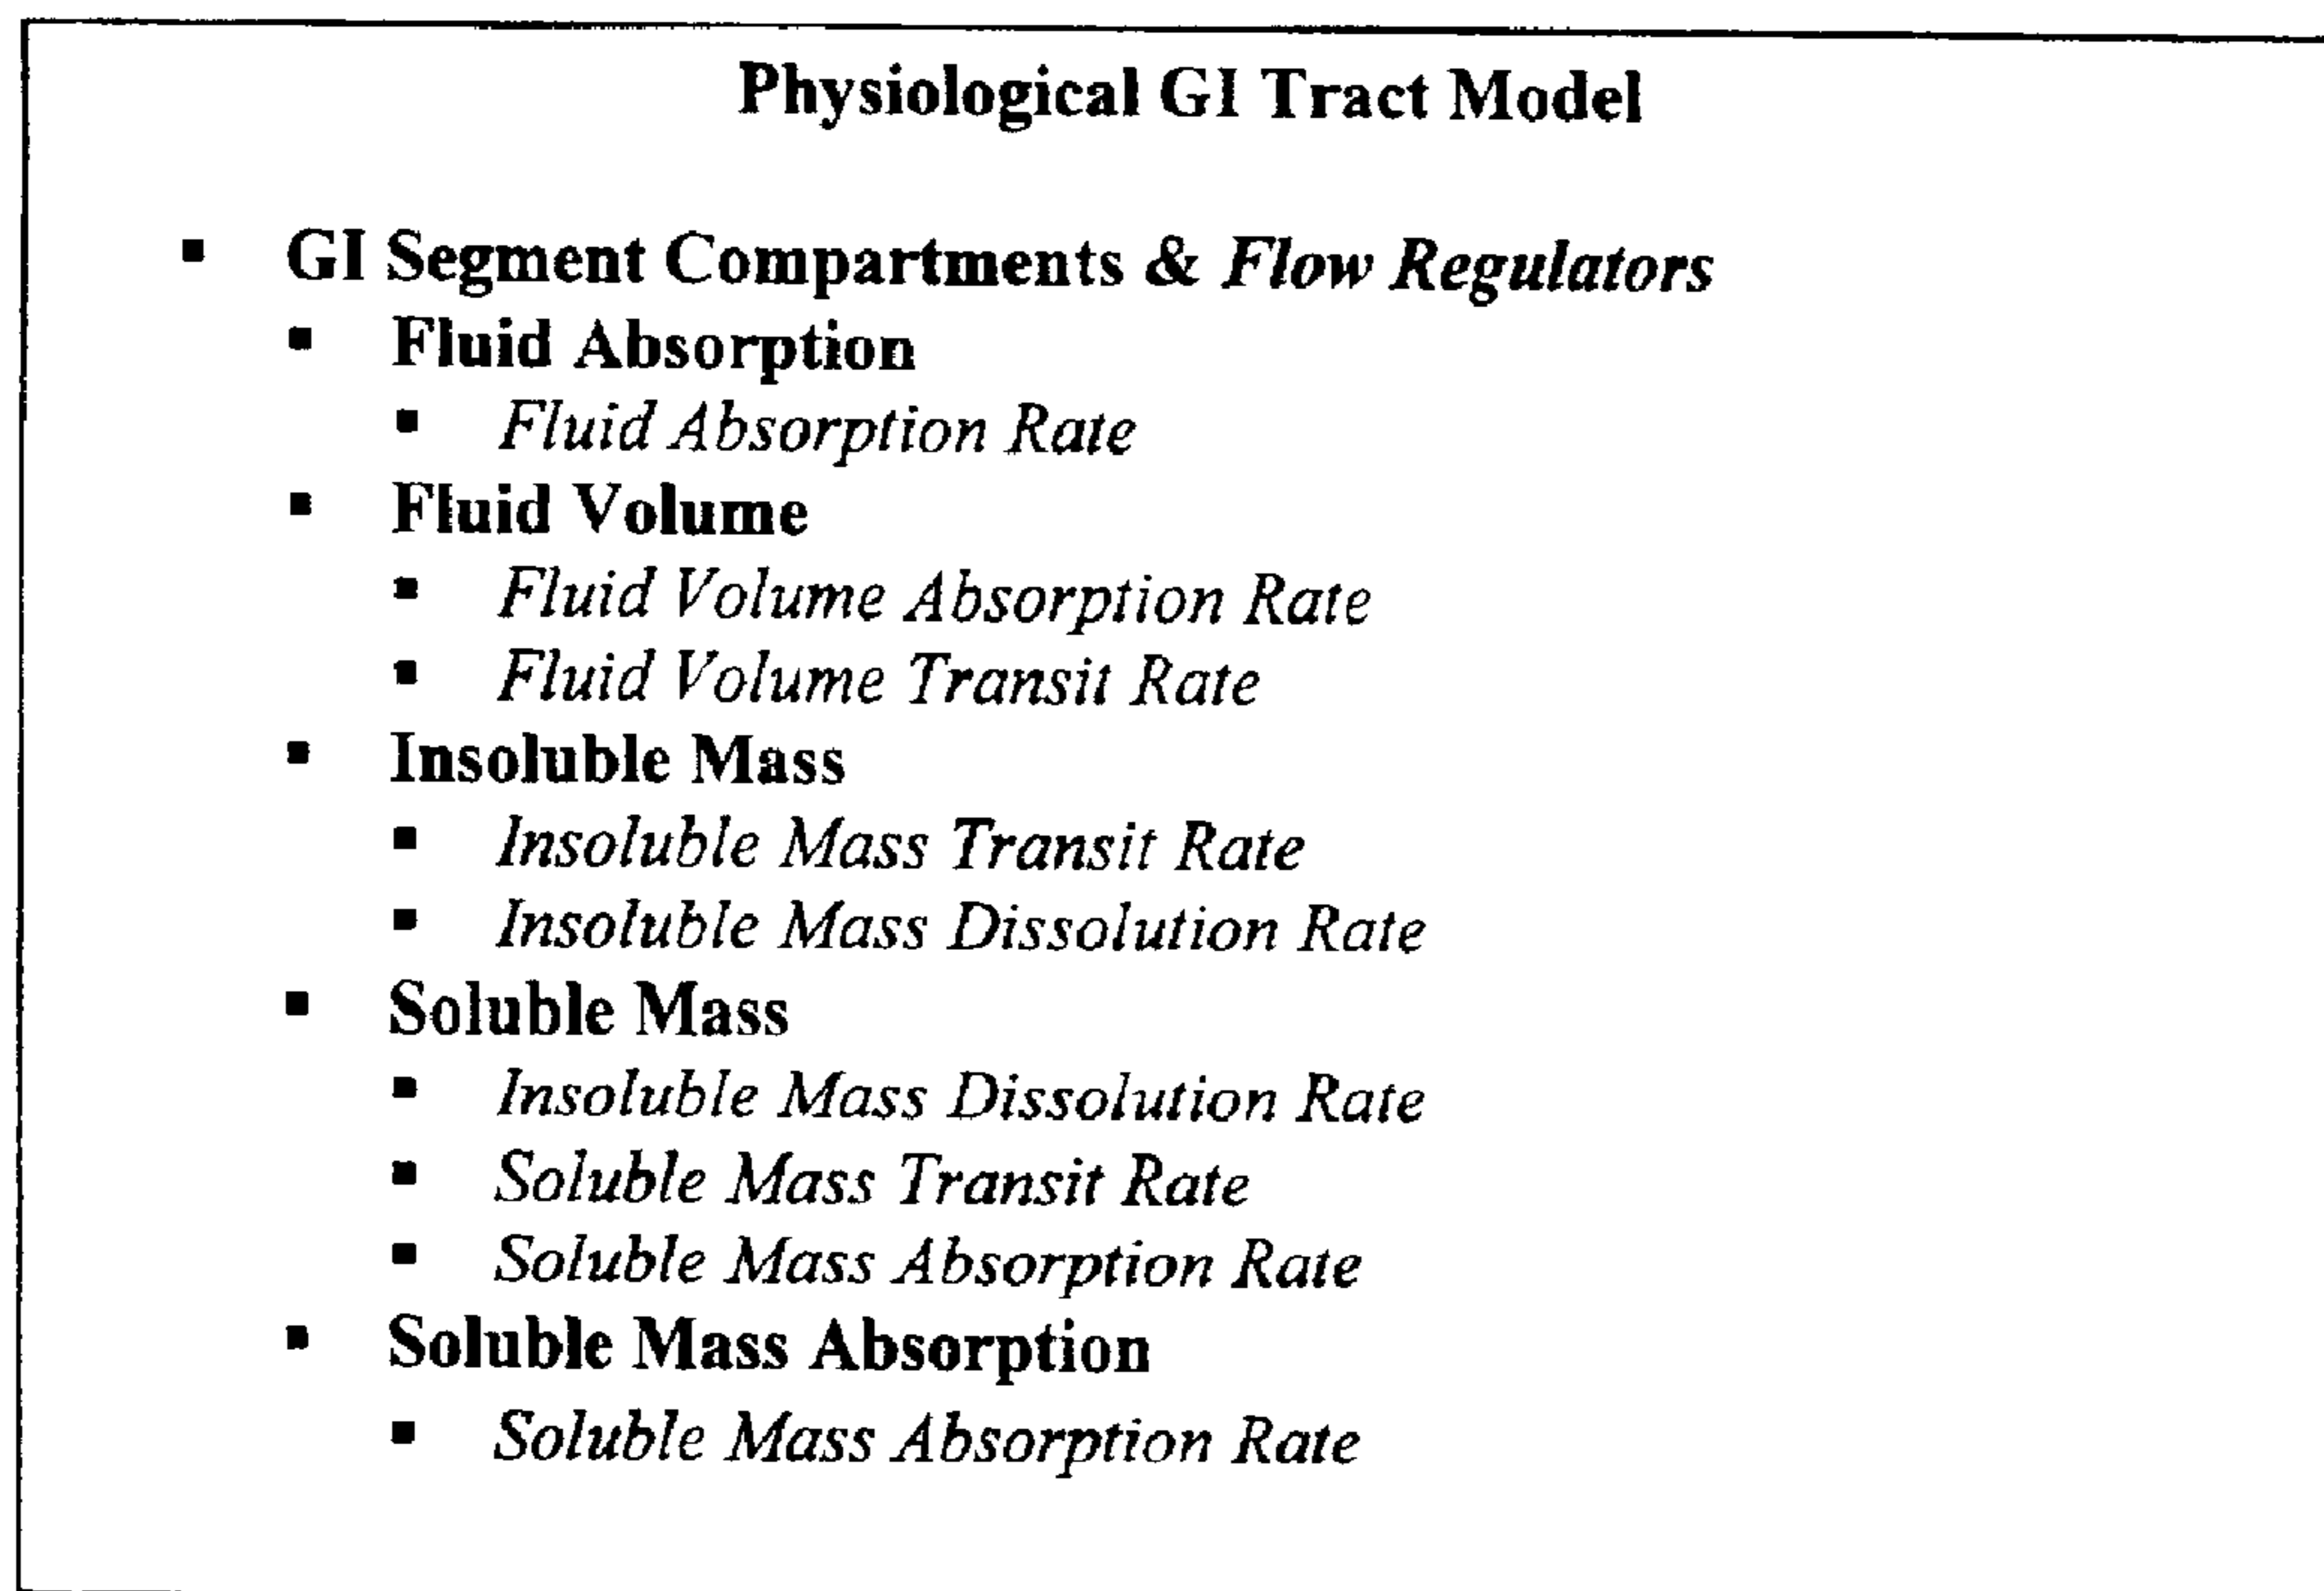 Physiological GI Tract Model
▪ GI Segment Compartments & Flow Regulators
▪ Fluid Absorption
▪ Fluid Absorption Rate
▪ Fluid Volume
▪ Fluid Volume Absorption Rate
▪ Fluid Volume Transit Rate
▪ Insoluble Mass
▪ Insoluble Mass Transit Rate
▪ Insoluble Mass Dissolution Rate
▪ Soluble Mass
▪ Insoluble Mass Dissolution Rate
▪ Soluble Mass Transit Rate
▪ Soluble Mass Absorption Rate
▪ Soluble Mass Absorption
▪ Soluble Mass Absorption Rate